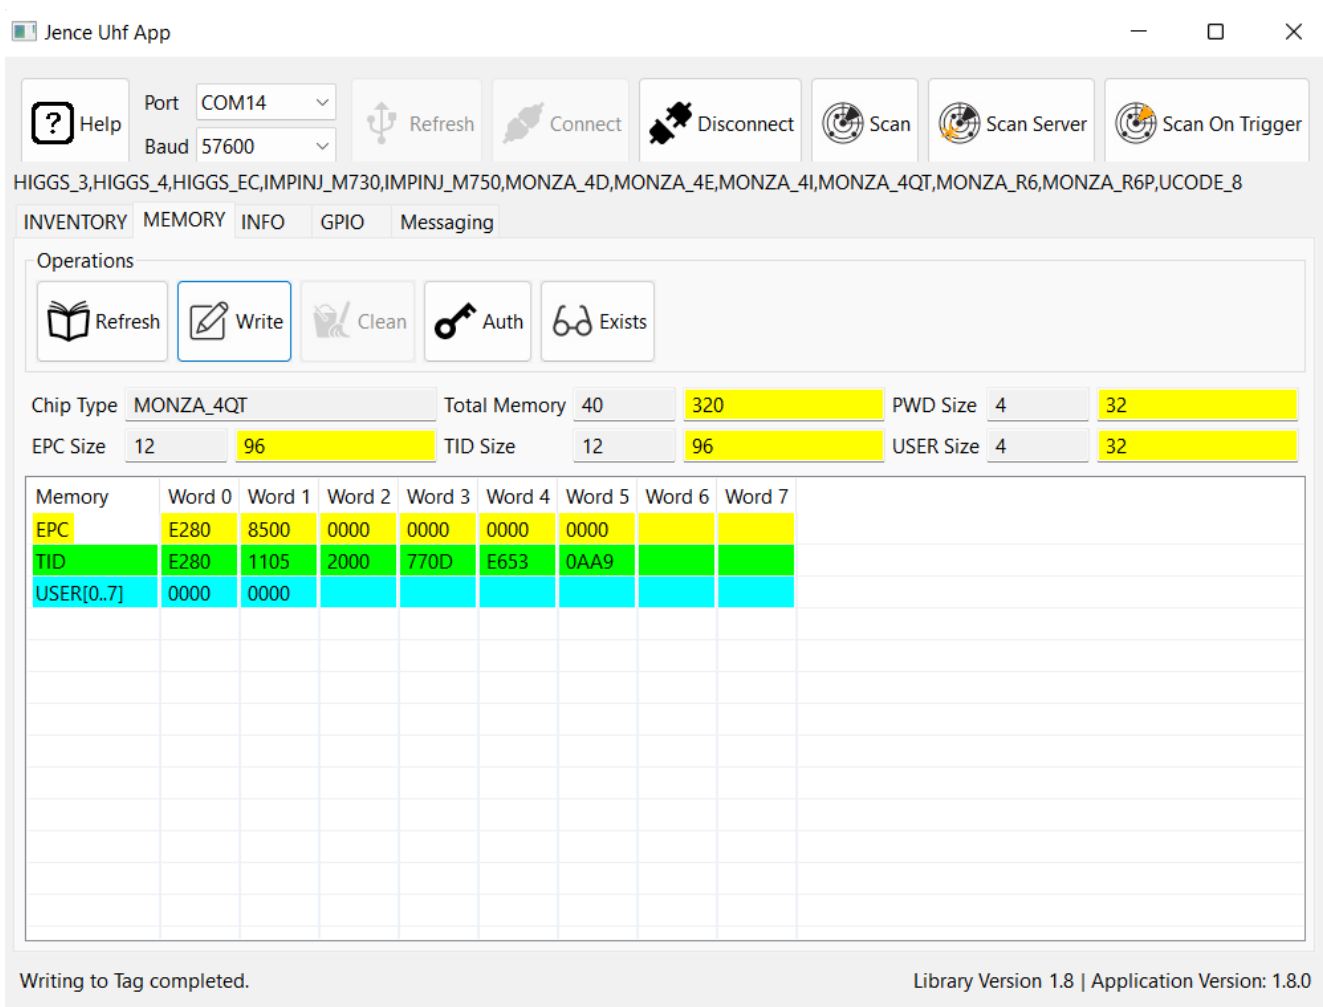 Jence Uhf App
? Help
Port COM14
Baud 57600
Refresh
Connect
Disconnect
Scan
Scan Server
Scan On Trigger
HIGGS_3,HIGGS_4,HIGGS_EC,IMPINJ_M730,IMPINJ_M750,MONZA_4D,MONZA_4E,MONZA_4I,MONZA_4QT,MONZA_R6,MONZA_R6P,UCODE_8
INVENTORY MEMORY INFO GPIO Messaging
Operations
Refresh Write Clean Auth Exists
Chip Type MONZA_4QT Total Memory 40 320 PWD Size 4 32
EPC Size 12 96 TID Size 12 96 USER Size 4 32
Memory Word 0 Word 1 Word 2 Word 3 Word 4 Word 5 Word 6 Word 7
EPC E280 8500 0000 0000 0000 0000
TID E280 1105 2000 770D E653 0AA9
USER[0..7] 0000 0000
Writing to Tag completed. Library Version 1.8 | Application Version: 1.8.0